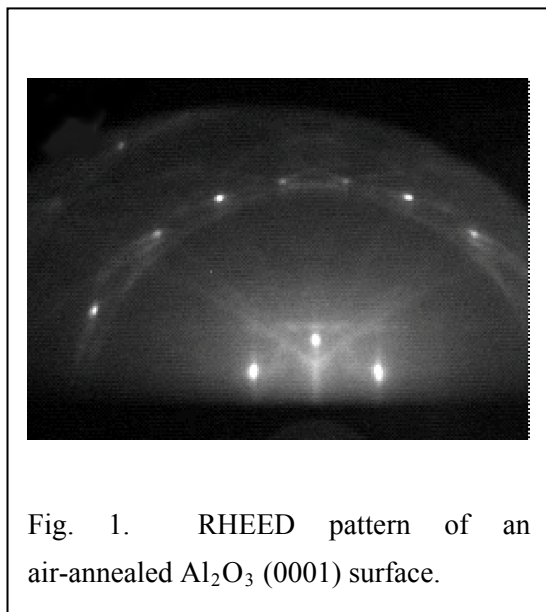 Fig. 1. RHEED pattern of an
air-annealed Al₂O₃ (0001) surface.